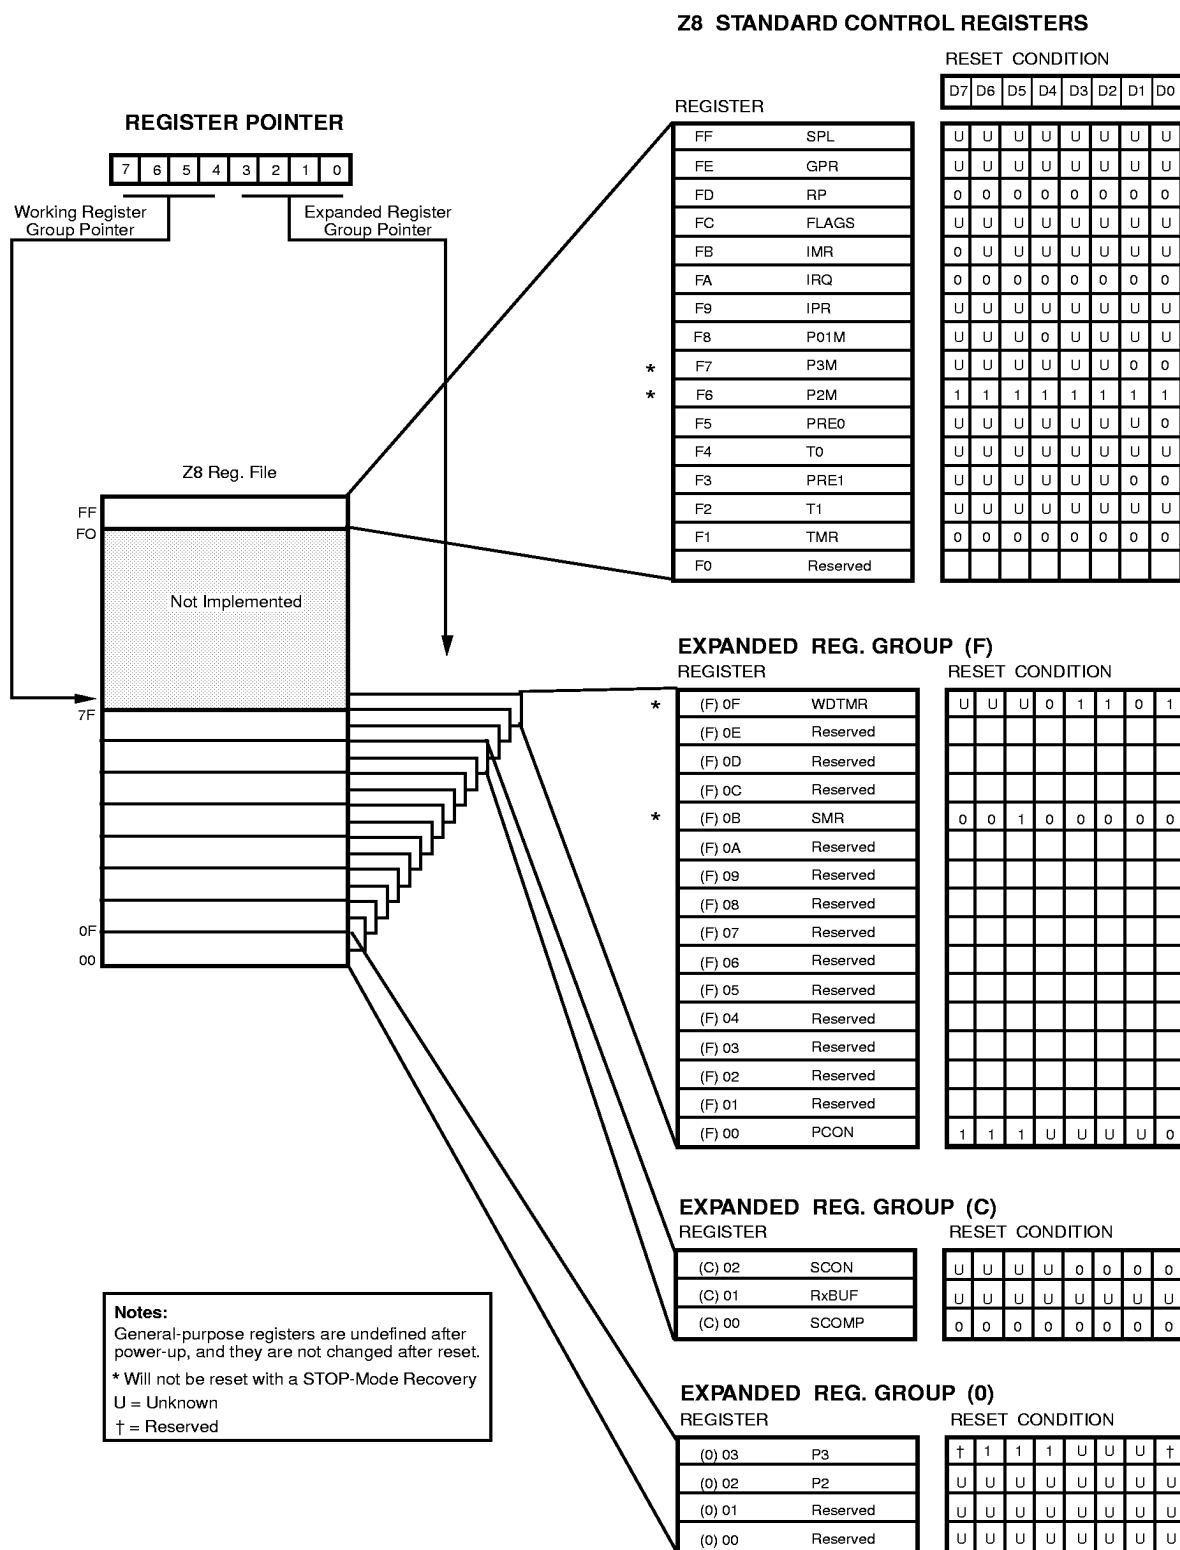 Z8 STANDARD CONTROL REGISTERS
RESET CONDITION
D7 D6 D5 D4 D3 D2 D1 D0
REGISTER
FF SPL U U U U U U U U
FE GPR U U U U U U U U
FD RP 0 0 0 0 0 0 0 0
FC FLAGS U U U U U U U U
FB IMR 0 U U U U U U U
FA IRQ 0 0 0 0 0 0 0 0
F9 IPR U U U U U U U U
F8 P01M U U U 0 U U U U
* F7 P3M U U U U U U 0 0
* F6 P2M 1 1 1 1 1 1 1 1
F5 PRE0 U U U U U U U 0
F4 T0 U U U U U U U U
F3 PRE1 U U U U U U 0 0
F2 T1 U U U U U U U U
F1 TMR 0 0 0 0 0 0 0 0
F0 Reserved
REGISTER POINTER
7 6 5 4 3 2 1 0
Working Register
Group Pointer
Expanded Register
Group Pointer
Z8 Reg. File
FF
FO
Not Implemented
7F
0F
00
EXPANDED REG. GROUP (F)
REGISTER RESET CONDITION
* (F) 0F WDTMR U U U 0 1 1 0 1
(F) 0E Reserved
(F) 0D Reserved
(F) 0C Reserved
* (F) 0B SMR 0 0 1 0 0 0 0 0
(F) 0A Reserved
(F) 09 Reserved
(F) 08 Reserved
(F) 07 Reserved
(F) 06 Reserved
(F) 05 Reserved
(F) 04 Reserved
(F) 03 Reserved
(F) 02 Reserved
(F) 01 Reserved
(F) 00 PCON 1 1 1 U U U U 0
EXPANDED REG. GROUP (C)
REGISTER RESET CONDITION
(C) 02 SCON U U U U 0 0 0 0
(C) 01 RxBUF U U U U U U U U
(C) 00 SCOMP 0 0 0 0 0 0 0 0
Notes:
General-purpose registers are undefined after
power-up, and they are not changed after reset.
* Will not be reset with a STOP-Mode Recovery
U = Unknown
† = Reserved
EXPANDED REG. GROUP (0)
REGISTER RESET CONDITION
(0) 03 P3 † 1 1 1 U U U †
(0) 02 P2 U U U U U U U U
(0) 01 Reserved U U U U U U U U
(0) 00 Reserved U U U U U U U U